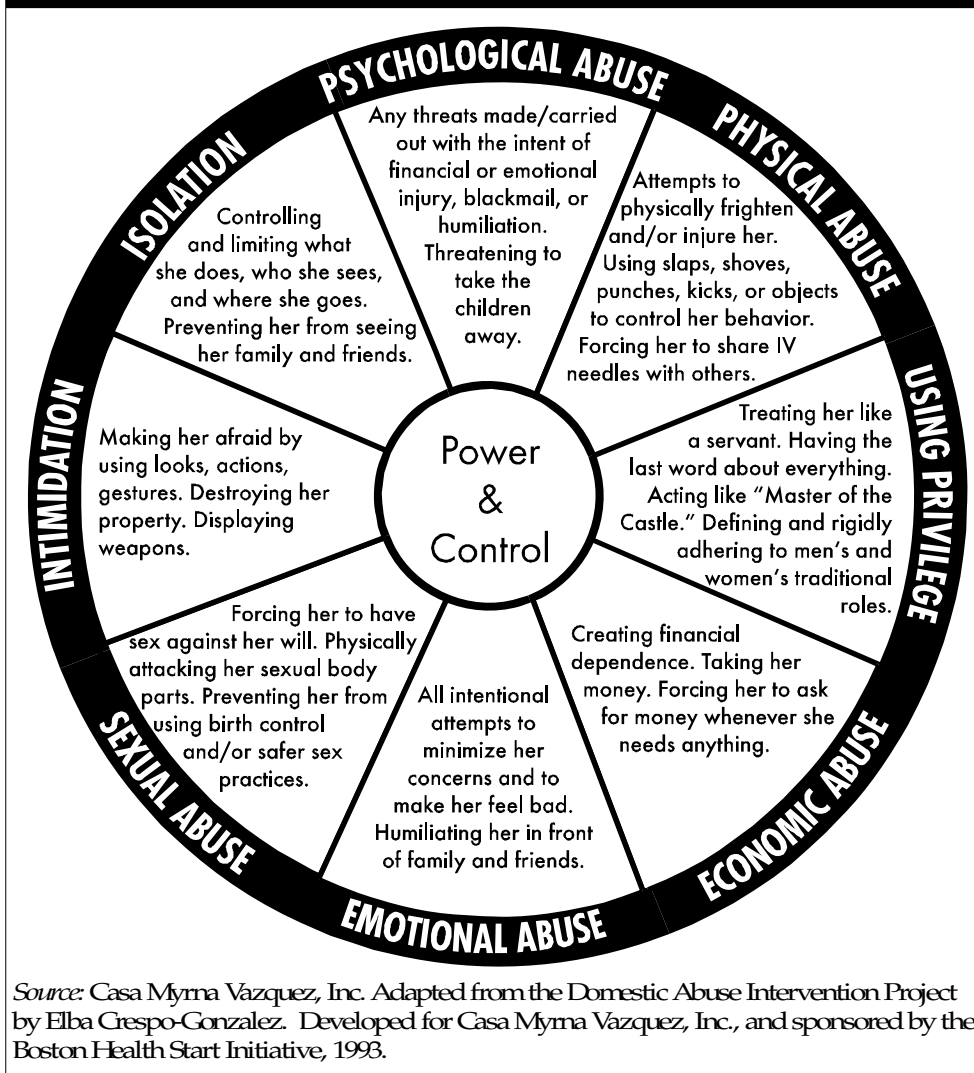 PSYCHOLOGICAL ABUSE
Any threats made/carried
out with the intent of
financial or emotional
injury, blackmail, or
humiliation.
Threatening to
take the
children
away.
PHYSICAL ABUSE
Attempts to
physically frighten
and/or injure her.
Using slaps, shoves,
punches, kicks, or objects
to control her behavior.
Forcing her to share IV
needles with others.
USING PRIVILEGE
Treating her like
a servant. Having the
last word about everything.
Acting like “Master of the
Castle.” Defining and rigidly
adhering to men’s and
women’s traditional
roles.
ECONOMIC ABUSE
Creating financial
dependence. Taking her
money. Forcing her to ask
for money whenever she
needs anything.
EMOTIONAL ABUSE
All intentional
attempts to
minimize her
concerns and to
make her feel bad.
Humiliating her in front
of family and friends.
SEXUAL ABUSE
Forcing her to have
sex against her will. Physically
attacking her sexual body
parts. Preventing her from
using birth control
and/or safer sex
practices.
INTIMIDATION
Making her afraid by
using looks, actions,
gestures. Destroying her
property. Displaying
weapons.
ISOLATION
Controlling
and limiting what
she does, who she sees,
and where she goes.
Preventing her from seeing
her family and friends.
Power
&
Control
Source: Casa Myrna Vazquez, Inc. Adapted from the Domestic Abuse Intervention Project
by Elba Crespo-Gonzalez. Developed for Casa Myrna Vazquez, Inc., and sponsored by the
Boston Health Start Initiative, 1993.